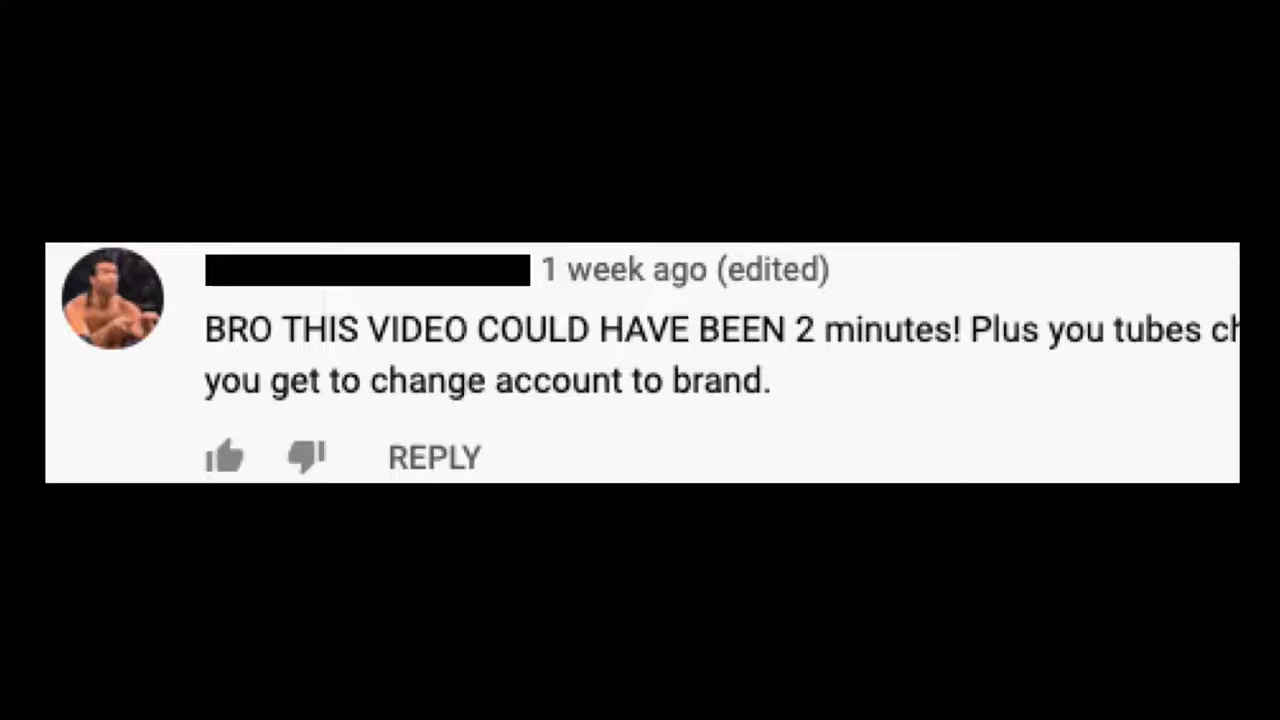 1 week ago (edited)
BRO THIS VIDEO COULD HAVE BEEN 2 minutes! Plus you tubes
you get to change account to brand.
REPLY